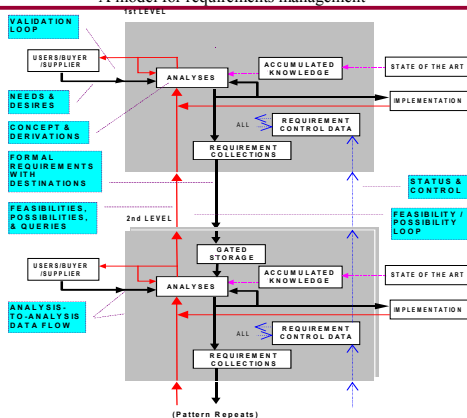 A model for requirements management
1ST LEVEL
VALIDATION
LOOP
USERS/BUYER
/SUPPLIER
ANALYSES
ACCUMULATED
KNOWLEDGE
STATE OF THE ART
NEEDS &
DESIRES
IMPLEMENTATION
CONCEPT &
DERIVATIONS
ALL
REQUIREMENT
CONTROL DATA
REQUIREMENT
COLLECTIONS
FORMAL
REQUIREMENTS
WITH
DESTINATIONS
STATUS &
CONTROL
FEASIBILITIES,
POSSIBILITIES,
& QUERIES
FEASIBILITY /
POSSIBILITY
LOOP
2ND LEVEL
GATED
STORAGE
USERS/BUYER
/SUPPLIER
ANALYSES
ACCUMULATED
KNOWLEDGE
STATE OF THE ART
ANALYSIS-
TO-ANALYSIS
DATA FLOW
IMPLEMENTATION
ALL
REQUIREMENT
CONTROL DATA
REQUIREMENT
COLLECTIONS
(Pattern Repeats)